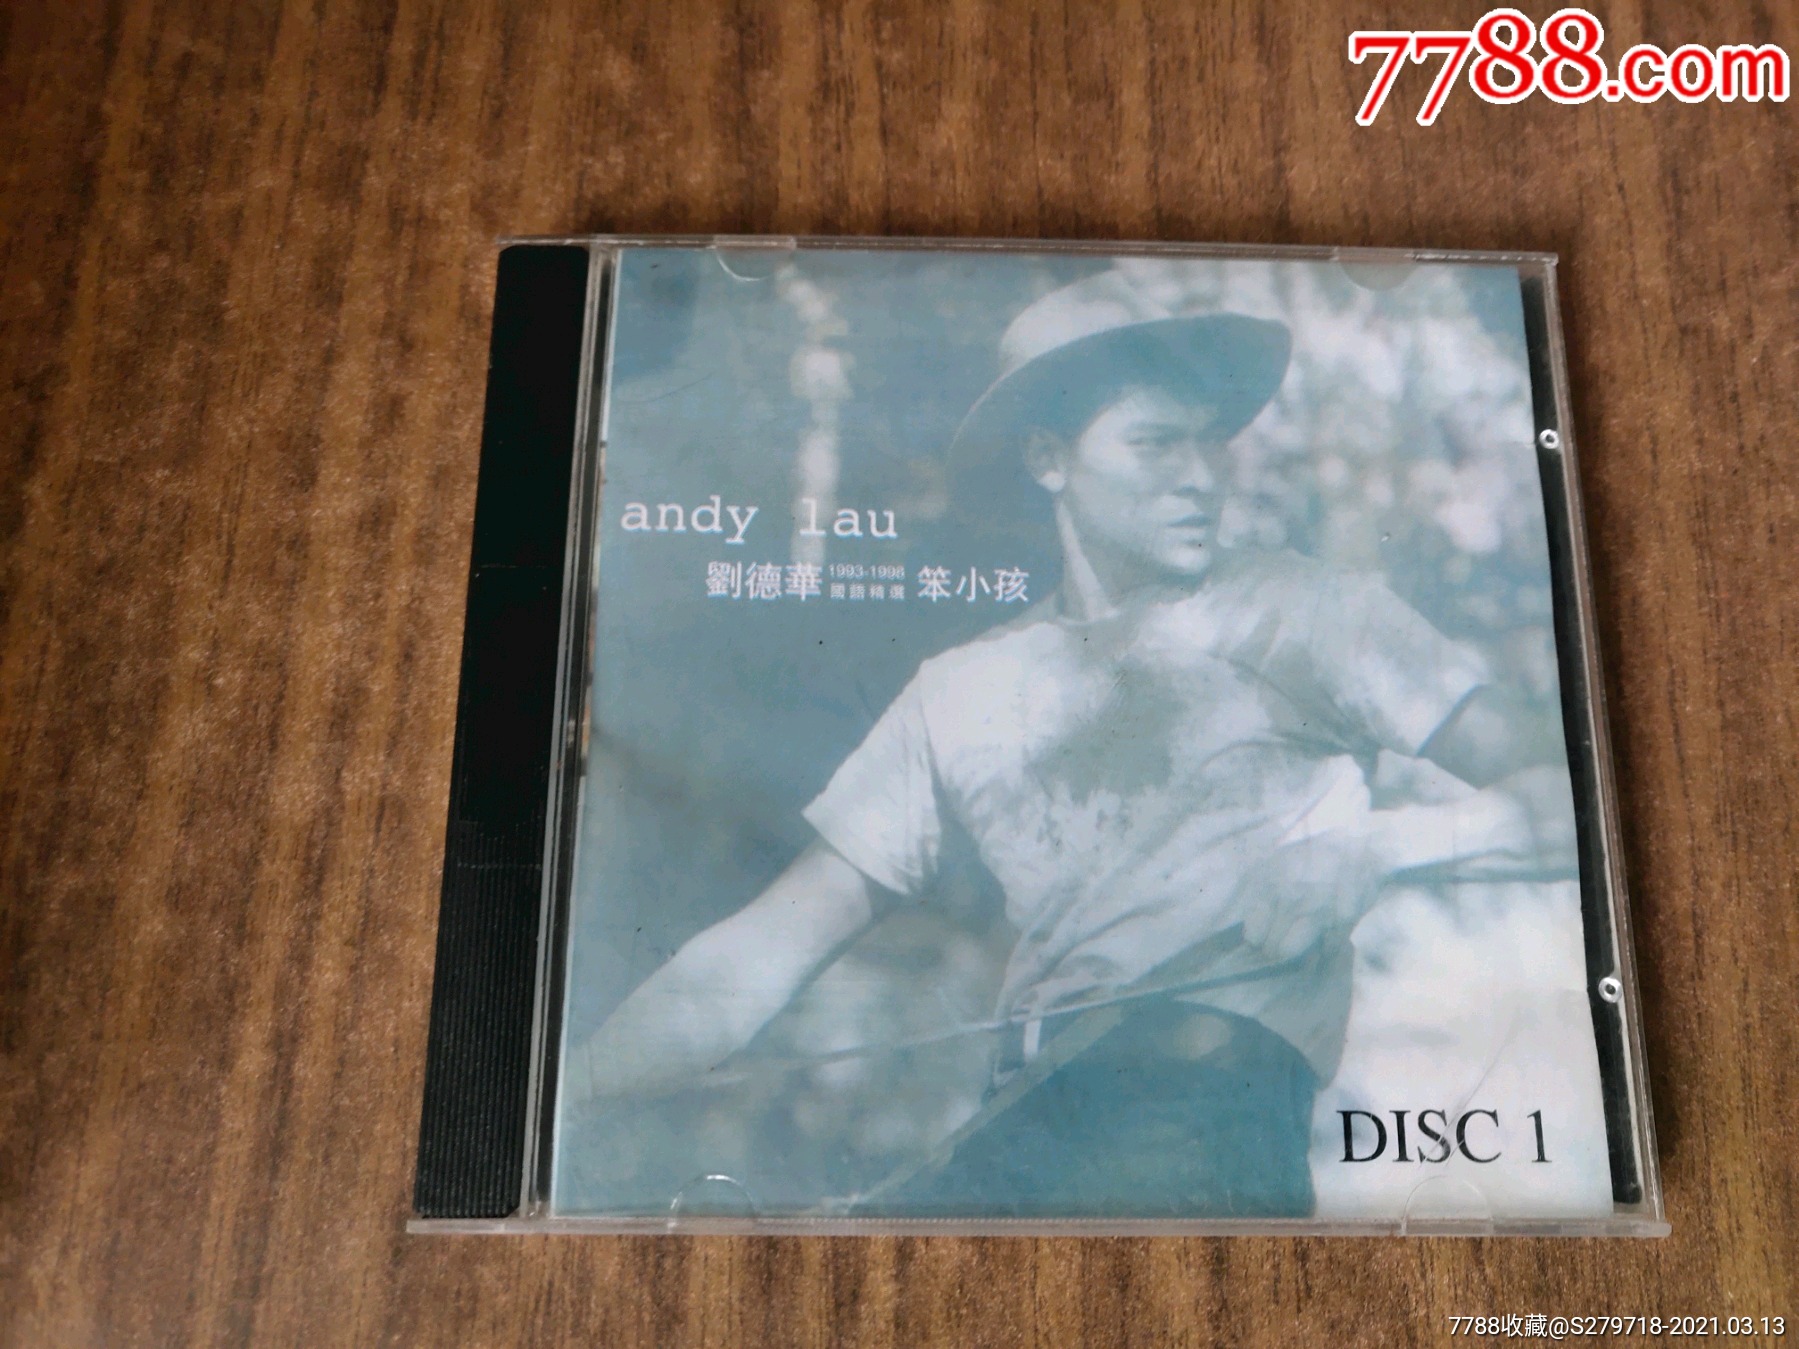 7788.com
andy lau
劉德華 1993-1998 國語精選 笨小孩
DISC 1
7788收藏@S279718-2021.03.13